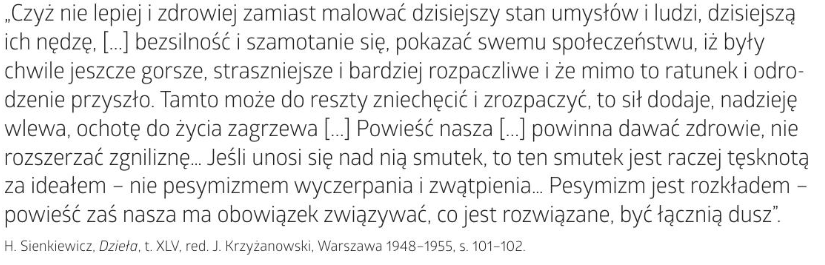 „Czyż nie lepiej i zdrowiej zamiast malować dzisiejszy stan umysłów i ludzi, dzisiejszą
ich nędzę, [...] bezsilność i szamotanie się, pokazać swemu społeczeństwu, iż były
chwile jeszcze gorsze, straszniejsze i bardziej rozpaczliwe i że mimo to ratunek i odro-
dzenie przyszło. Tamto może do reszty zniechęcić i zrozpaczyć, to sił dodaje, nadzieję
wlewa, ochotę do życia zagrzewa [...] Powieść nasza [...] powinna dawać zdrowie, nie
rozszerzać zgniliznę... Jeśli unosi się nad nią smutek, to ten smutek jest raczej tęsknotą
za ideałem – nie pesymizmem wyczerpania i zwątpienia... Pesymizm jest rozkładem –
powieść zaś nasza ma obowiązek związywać, co jest rozwiązane, być łącznią dusz”.
H. Sienkiewicz, Dzieła, t. XLV, red. J. Krzyżanowski, Warszawa 1948–1955, s. 101–102.